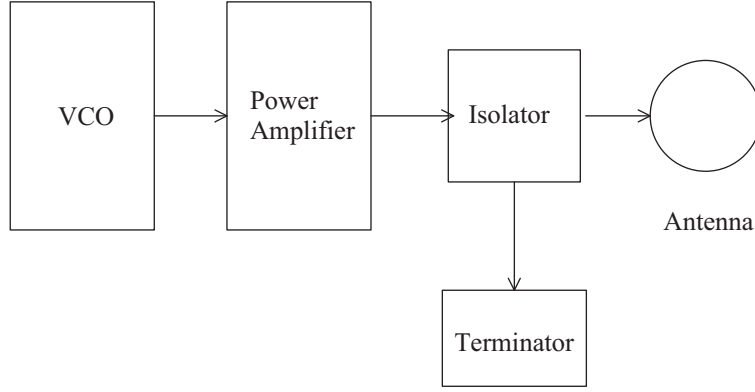 VCO
Power
Amplifier
Isolator
Antenna
Terminator